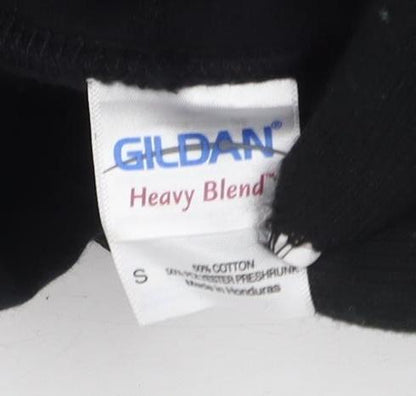 GILDAN®
Heavy Blend™
S
50% COTTON
50% POLYESTER PRESHRUNK
Made in Honduras